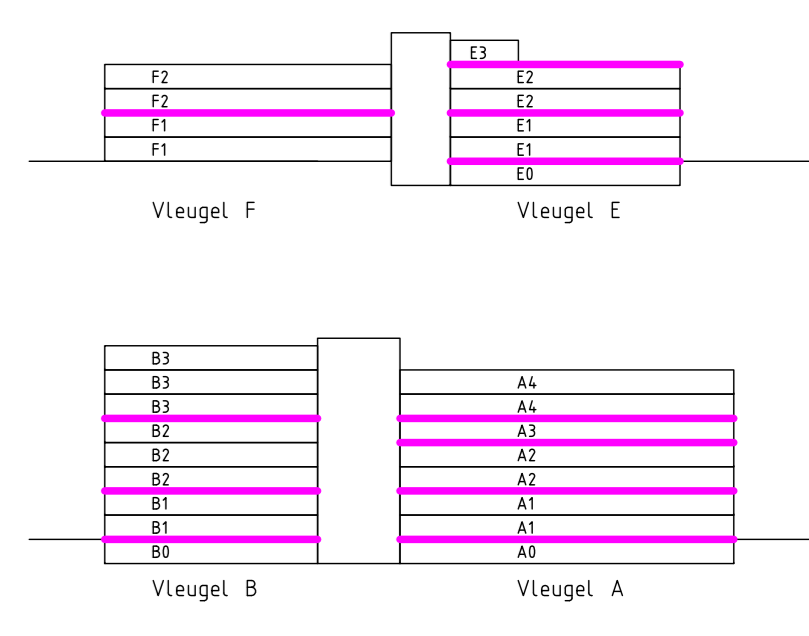 E3
F2 E2
F2 E2
F1 E1
F1 E1
E0
Vleugel F Vleugel E
B3
B3 A4
B3 A4
B2 A3
B2 A2
B2 A2
B1 A1
B1 A1
B0 A0
Vleugel B Vleugel A